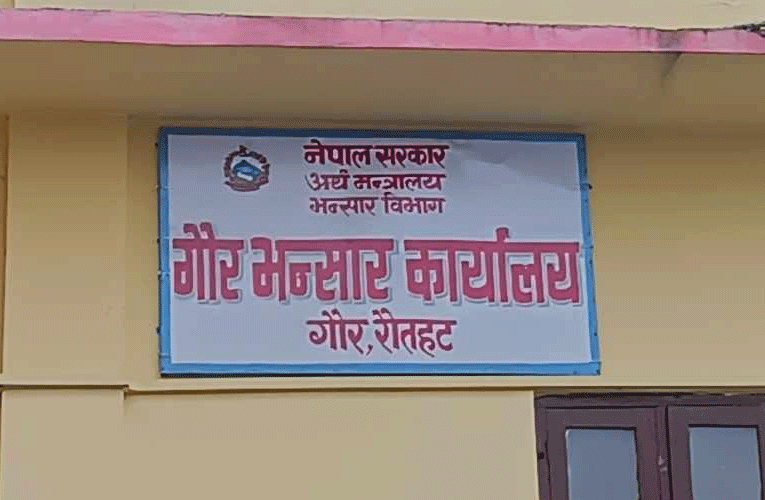 नेपाल सरकार
अर्थ मन्त्रालय
भन्सार विभाग
गौर भन्सार कार्यालय
गौर, रौतहट